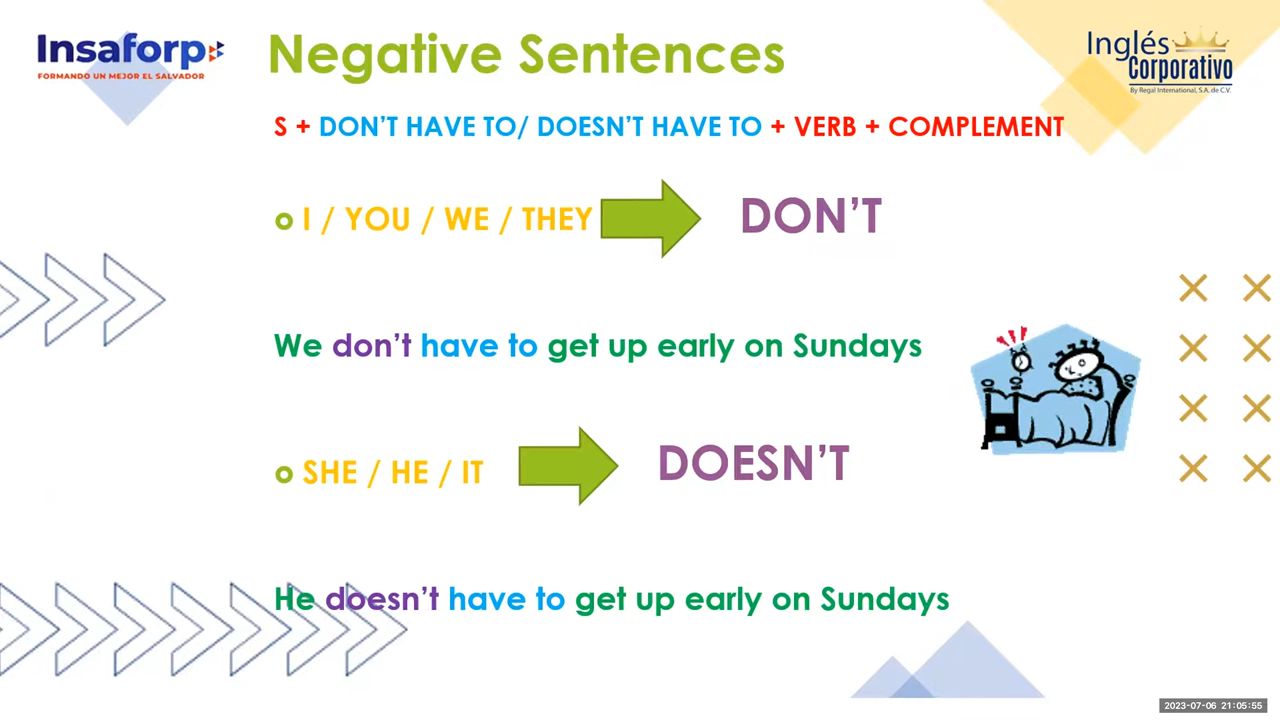 Insaforp
FORMANDO UN MEJOR EL SALVADOR
Negative Sentences
Inglés
Corporativo
By Regal International, S.A. de C.V.
S + DON'T HAVE TO/ DOESN'T HAVE TO + VERB + COMPLEMENT
I / YOU / WE / THEY
DON'T
We don't have to get up early on Sundays
SHE / HE / IT
DOESN'T
He doesn't have to get up early on Sundays
2023-07-06 21:05:55